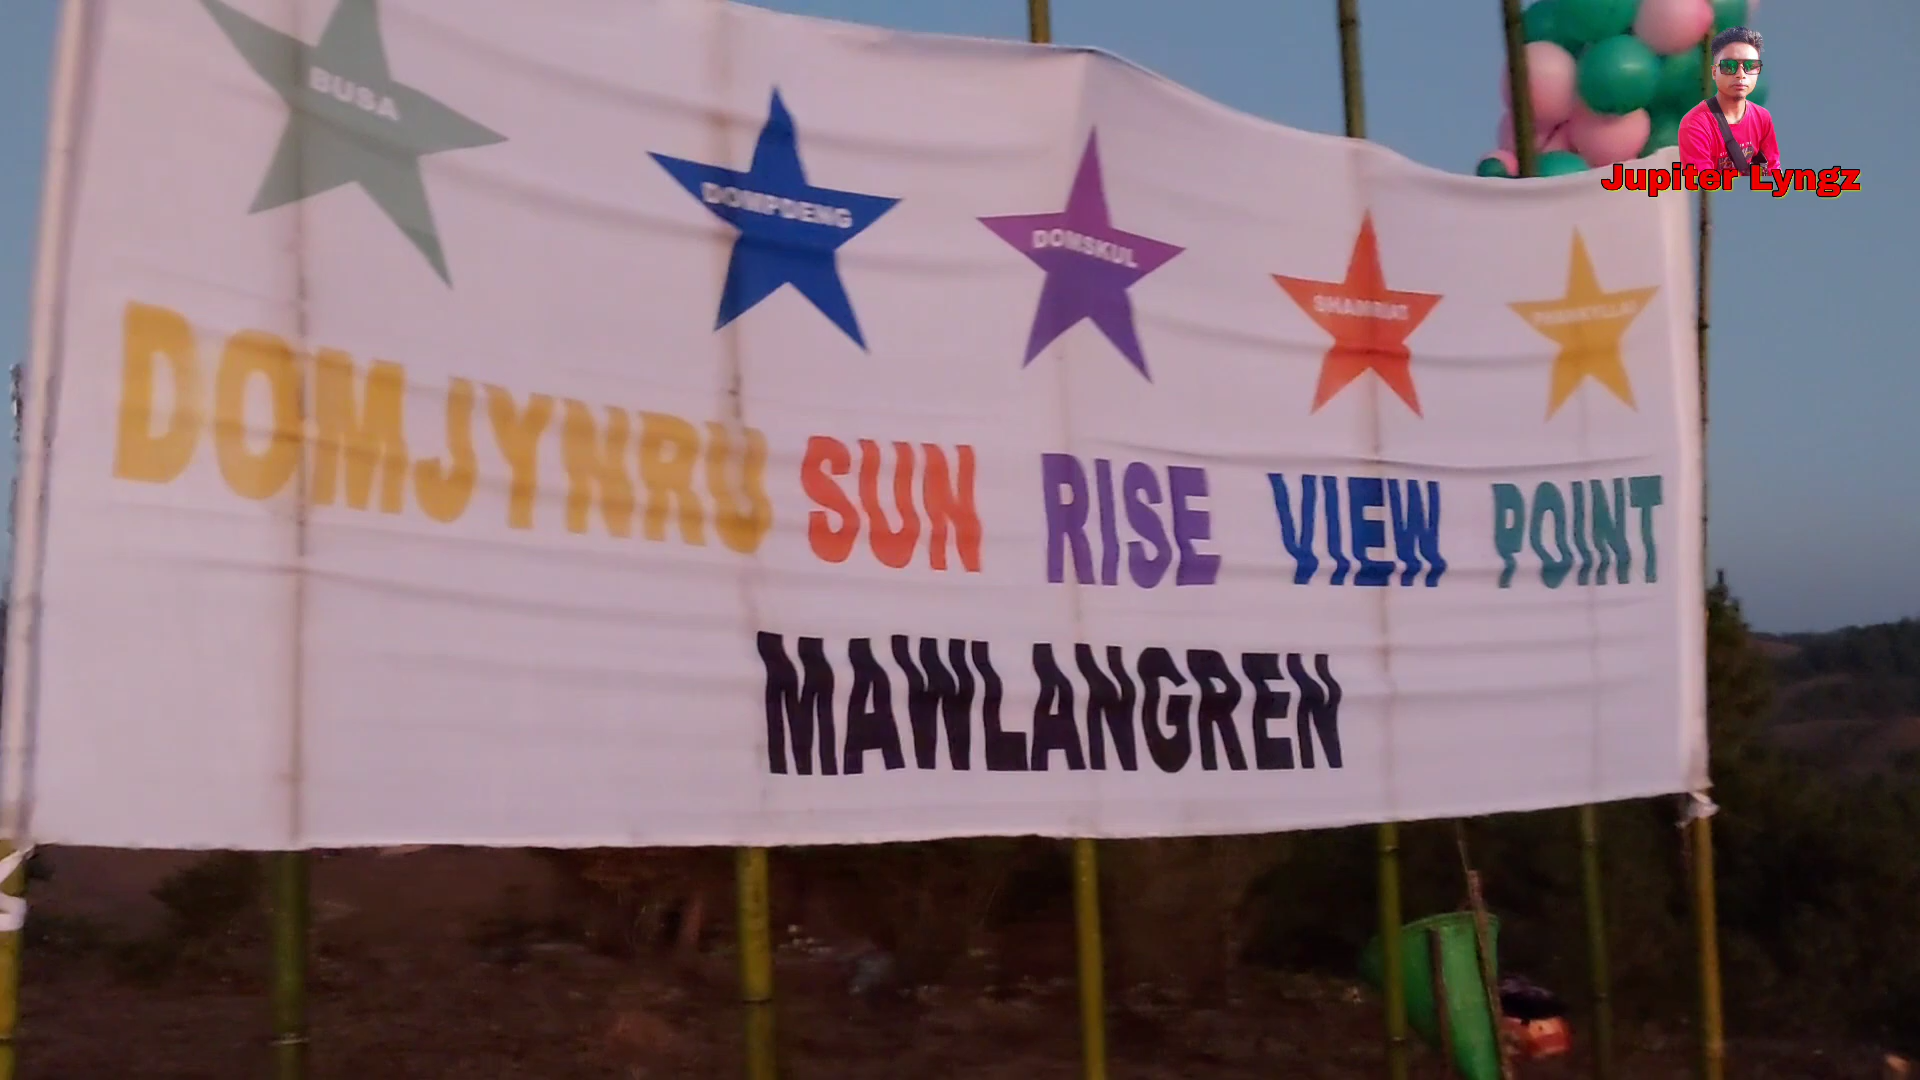 BUSA
DOMPDENG
DOMSKUL
DOMJYNRU SUN RISE VIEW POINT
MAWLANGREN
Jupiter Lyngz